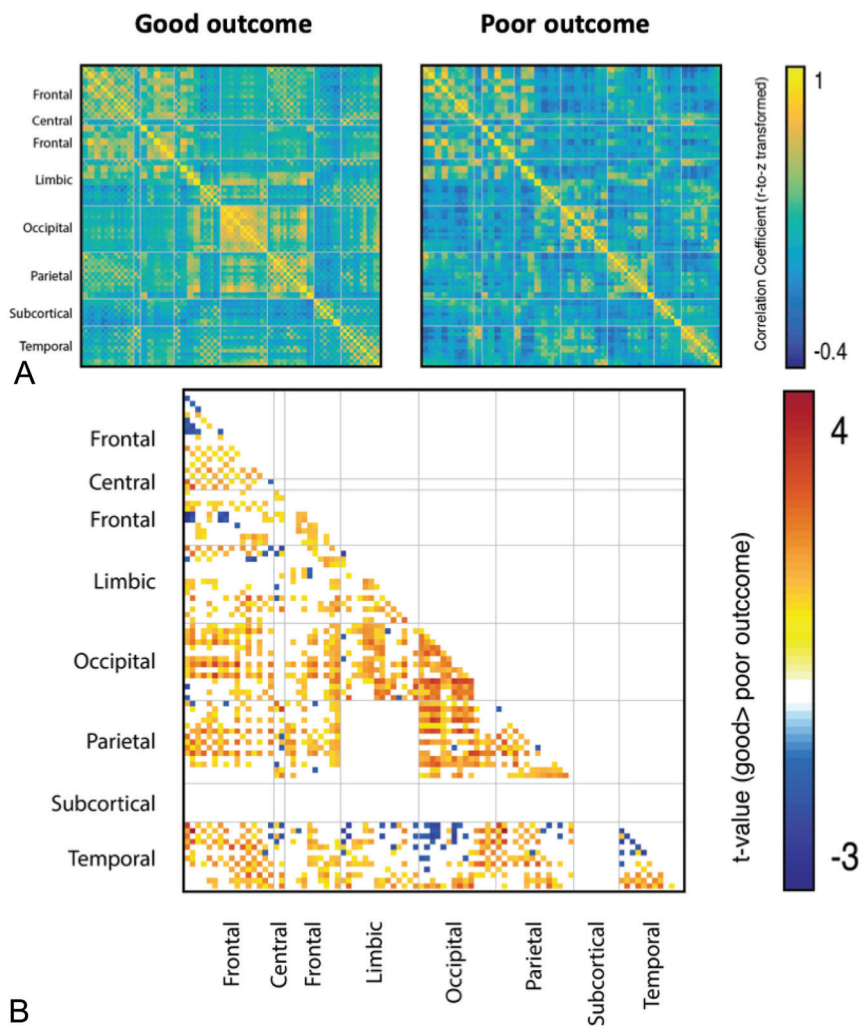 Good outcome
Poor outcome
Frontal
Central
Frontal
Limbic
Occipital
Parietal
Subcortical
Temporal
1
Correlation Coefficient (r-to-z transformed)
-0.4
A
Frontal
Central
Frontal
Limbic
Occipital
Parietal
Subcortical
Temporal
4
t-value (good> poor outccome)
-3
Frontal
Central
Frontal
Limbic
Occipital
Parietal
Subcortical
Temporal
B